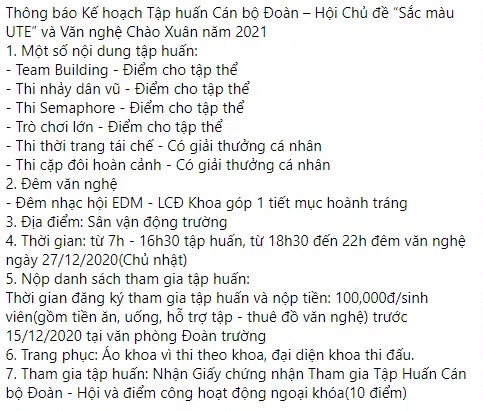 Thông báo Kế hoạch Tập huấn Cán bộ Đoàn – Hội Chủ đề “Sắc màu
UTE” và Văn nghệ Chào Xuân năm 2021
1. Một số nội dung tập huấn:
- Team Building - Điểm cho tập thể
- Thi nhảy dân vũ - Điểm cho tập thể
- Thi Semaphore - Điểm cho tập thể
- Trò chơi lớn - Điểm cho tập thể
- Thi thời trang tái chế - Có giải thưởng cá nhân
- Thi cặp đôi hoàn cảnh - Có giải thưởng cá nhân
2. Đêm văn nghệ
- Đêm nhạc hội EDM - LCĐ Khoa góp 1 tiết mục hoành tráng
3. Địa điểm: Sân vận động trường
4. Thời gian: từ 7h - 16h30 tập huấn, từ 18h30 đến 22h đêm văn nghệ
ngày 27/12/2020(Chủ nhật)
5. Nộp danh sách tham gia tập huấn:
Thời gian đăng ký tham gia tập huấn và nộp tiền: 100,000đ/sinh
viên(gồm tiền ăn, uống, hỗ trợ tập - thuê đồ văn nghệ) trước
15/12/2020 tại văn phòng Đoàn trường
6. Trang phục: Áo khoa vì thi theo khoa, đại diện khoa thi đấu.
7. Tham gia tập huấn: Nhận Giấy chứng nhận Tham gia Tập Huấn Cán
bộ Đoàn - Hội và điểm công hoạt động ngoại khóa(10 điểm)